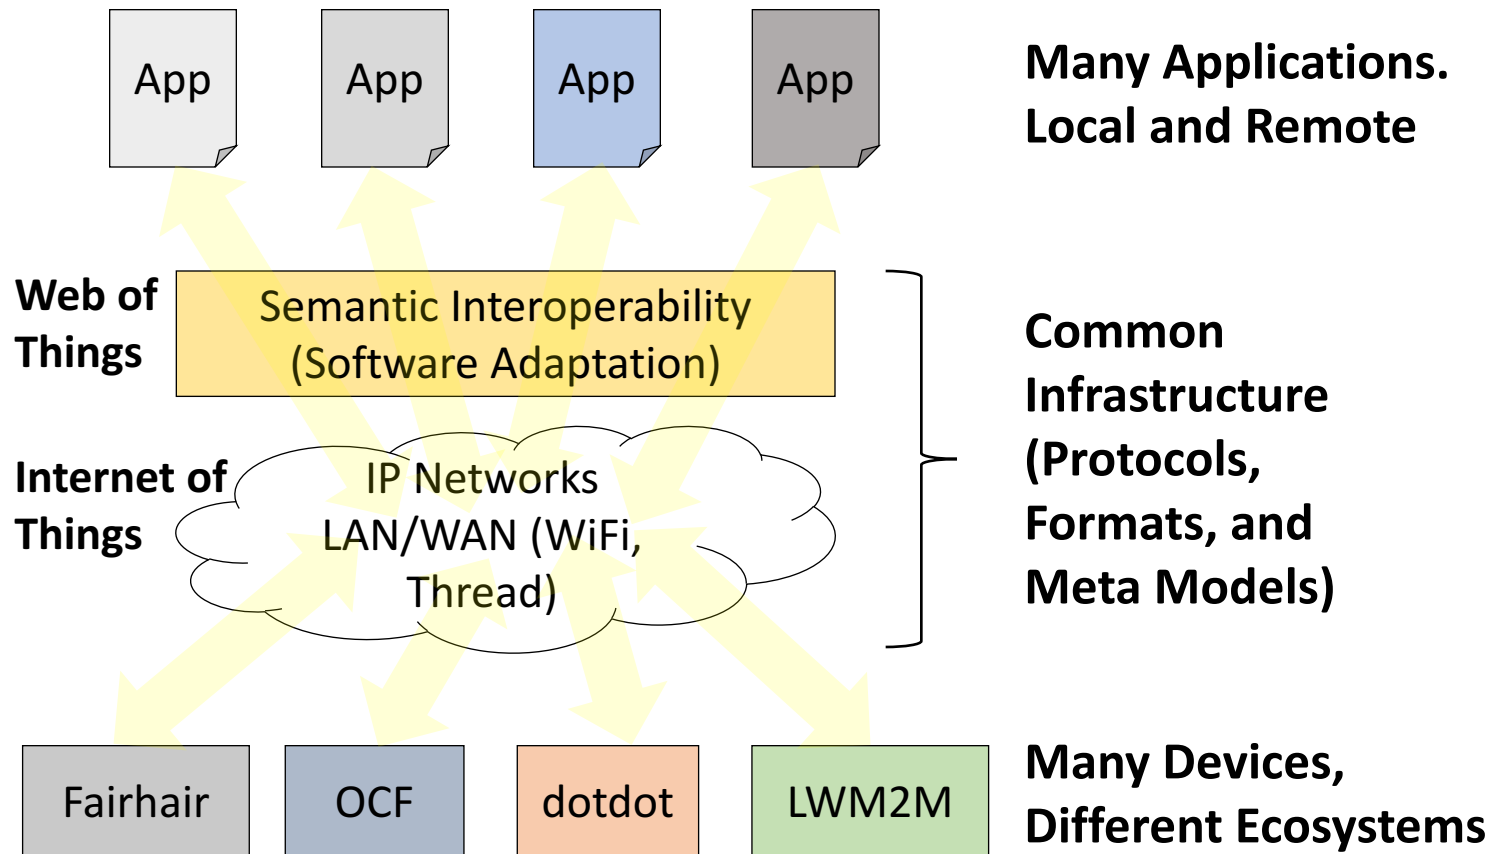 App
App
App
App
Many Applications.
Local and Remote
Web of
Things
Semantic Interoperability
(Software Adaptation)
Common
Infrastructure
(Protocols,
Formats, and
Meta Models)
Internet of
Things
IP Networks
LAN/WAN (WiFi,
Thread)
Fairhair
OCF
dotdot
LWM2M
Many Devices,
Different Ecosystems